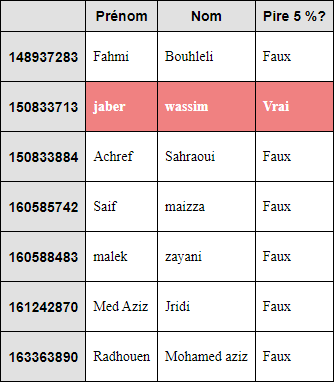 Prénom Nom Pire 5 %?
148937283 Fahmi Bouhleli Faux
150833713 jaber wassim Vrai
150833884 Achref Sahraoui Faux
160585742 Saif maizza Faux
160588483 malek zayani Faux
161242870 Med Aziz Jridi Faux
163363890 Radhouen Mohamed aziz Faux